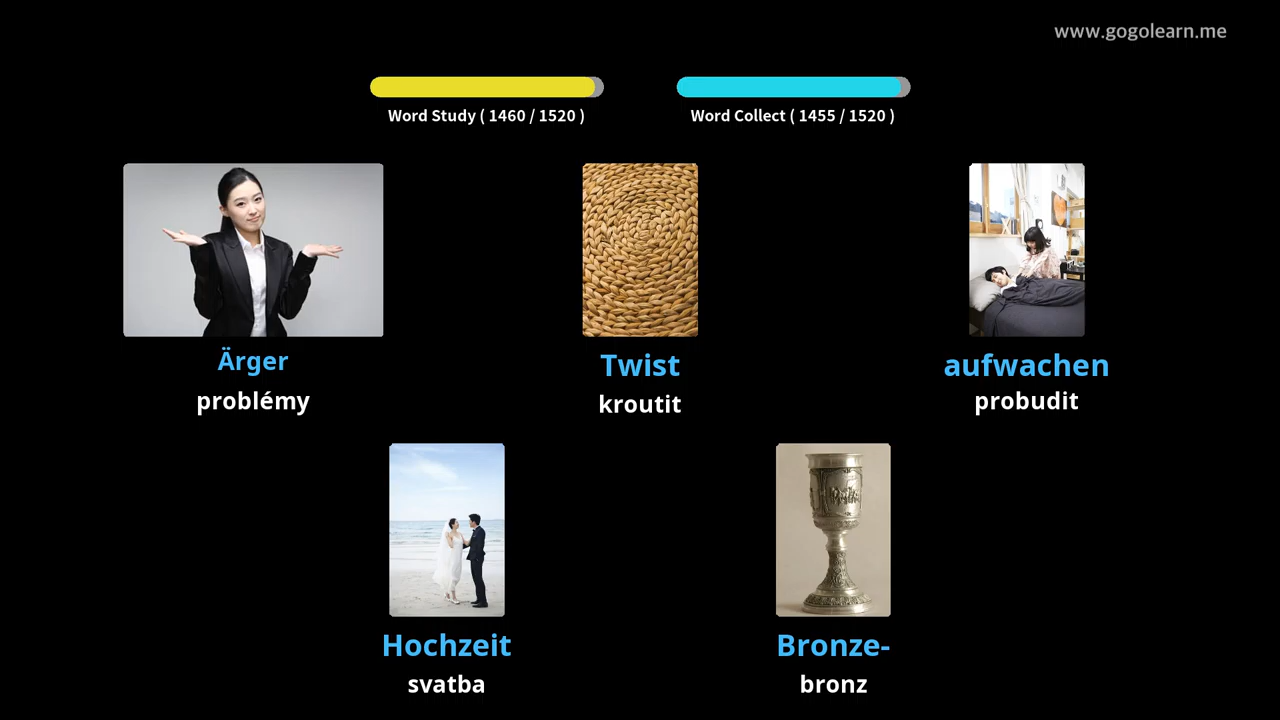 www.gogolearn.me
Word Study ( 1460 / 1520 )
Word Collect ( 1455 / 1520 )
Ärger
problémy
Twist
kroutit
aufwachen
probudit
Hochzeit
svatba
Bronze-
bronz